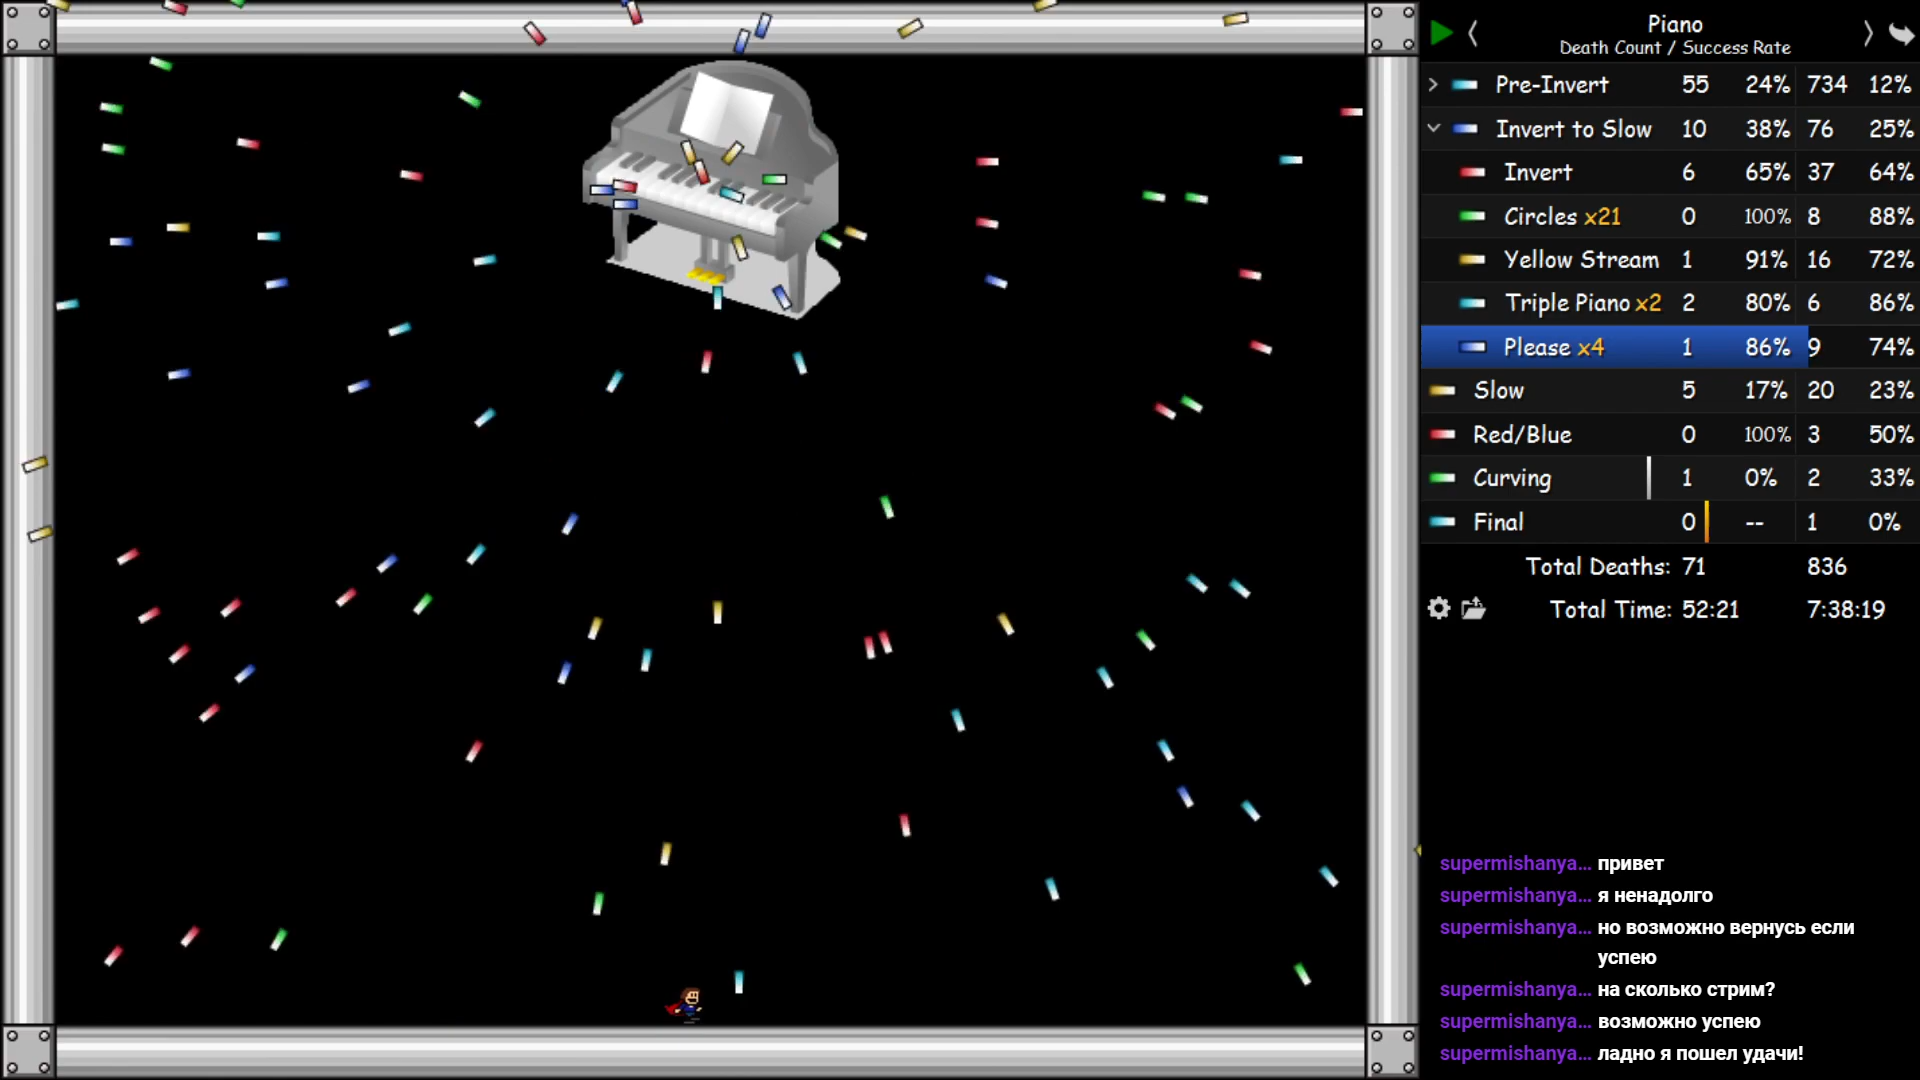 Piano
Death Count / Success Rate
Pre-Invert 55 24% 734 12%
Invert to Slow 10 38% 76 25%
Invert 6 65% 37 64%
Circles x21 0 100% 8 88%
Yellow Stream 1 91% 16 72%
Triple Piano x2 2 80% 6 86%
Please x4 1 86% 9 74%
Slow 5 17% 20 23%
Red/Blue 0 100% 3 50%
Curving 1 0% 2 33%
Final 0 -- 1 0%
Total Deaths: 71 836
Total Time: 52:21 7:38:19
supermishanya... привет
supermishanya... я ненадолго
supermishanya... но возможно вернусь если
успею
supermishanya... на сколько стрим?
supermishanya... возможно успею
supermishanya... ладно я пошел удачи!